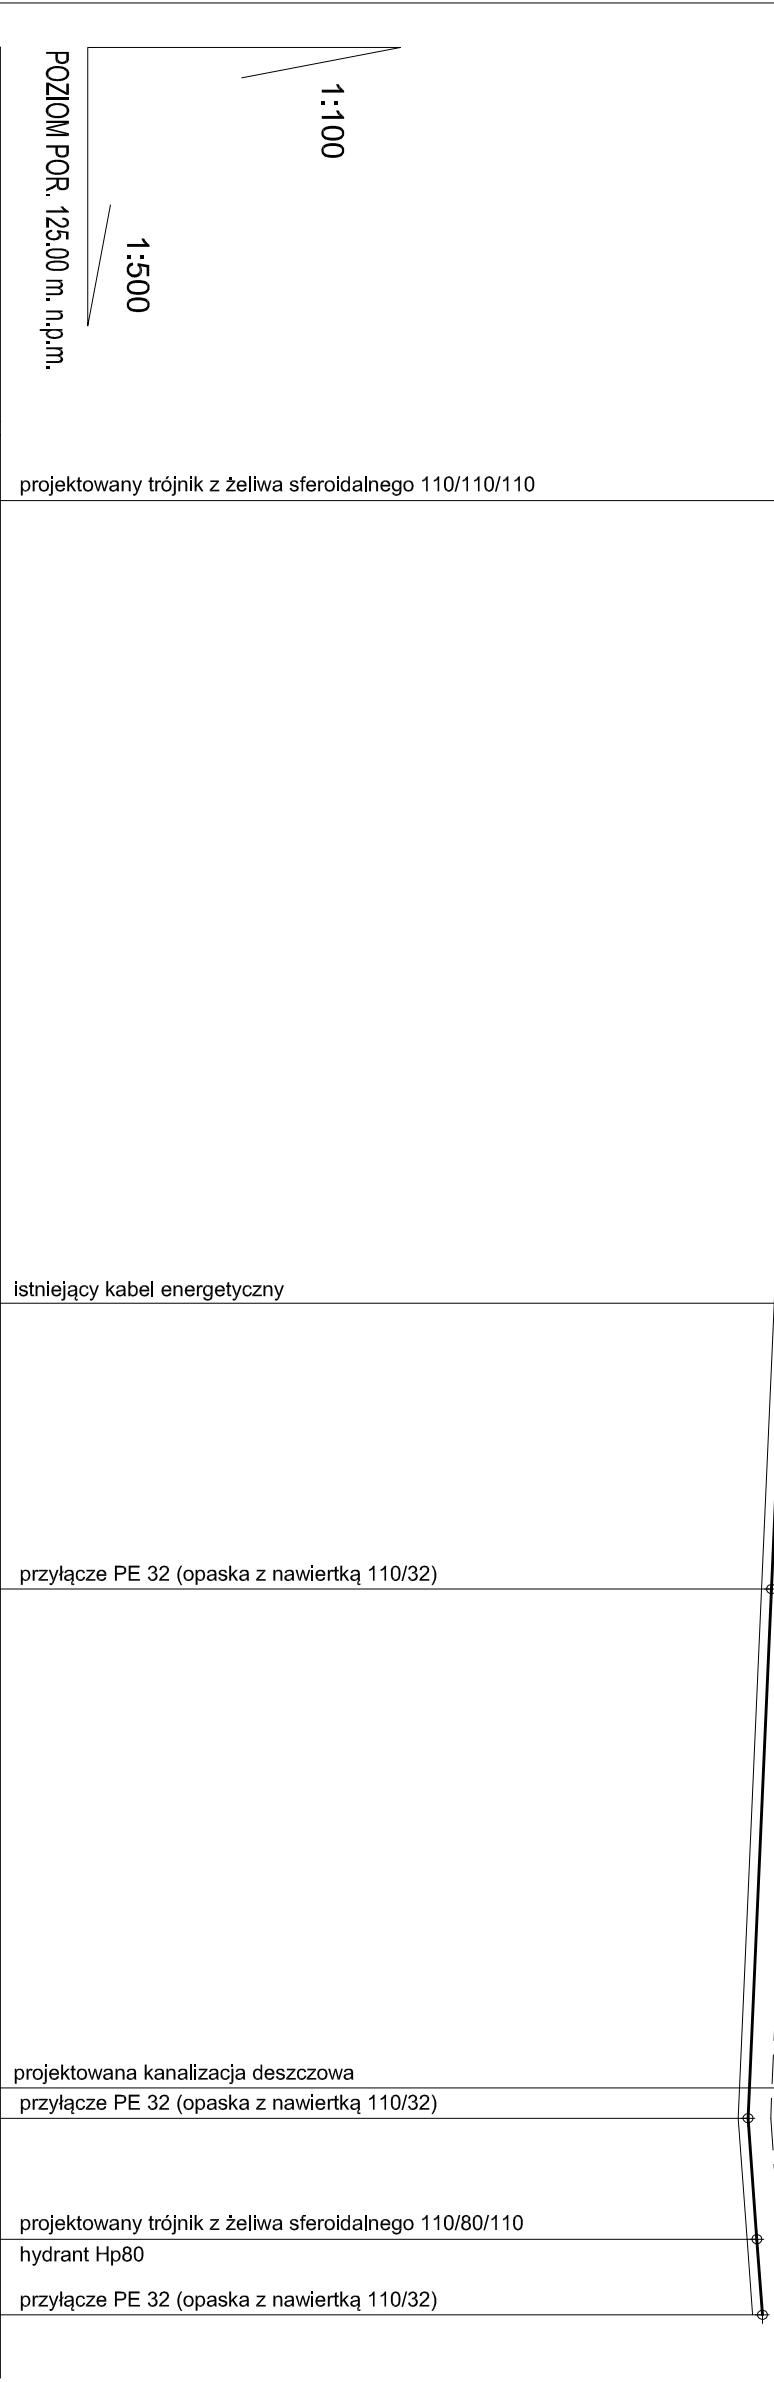 1:100
1:500
POZIOM POR. 125.00 m. n.p.m.
projektowany trójnik z żeliwa sferoidalnego 110/110/110
istniejący kabel energetyczny
przyłącze PE 32 (opaska z nawiertką 110/32)
projektowana kanalizacja deszczowa
przyłącze PE 32 (opaska z nawiertką 110/32)
projektowany trójnik z żeliwa sferoidalnego 110/80/110
hydrant Hp80
przyłącze PE 32 (opaska z nawiertką 110/32)